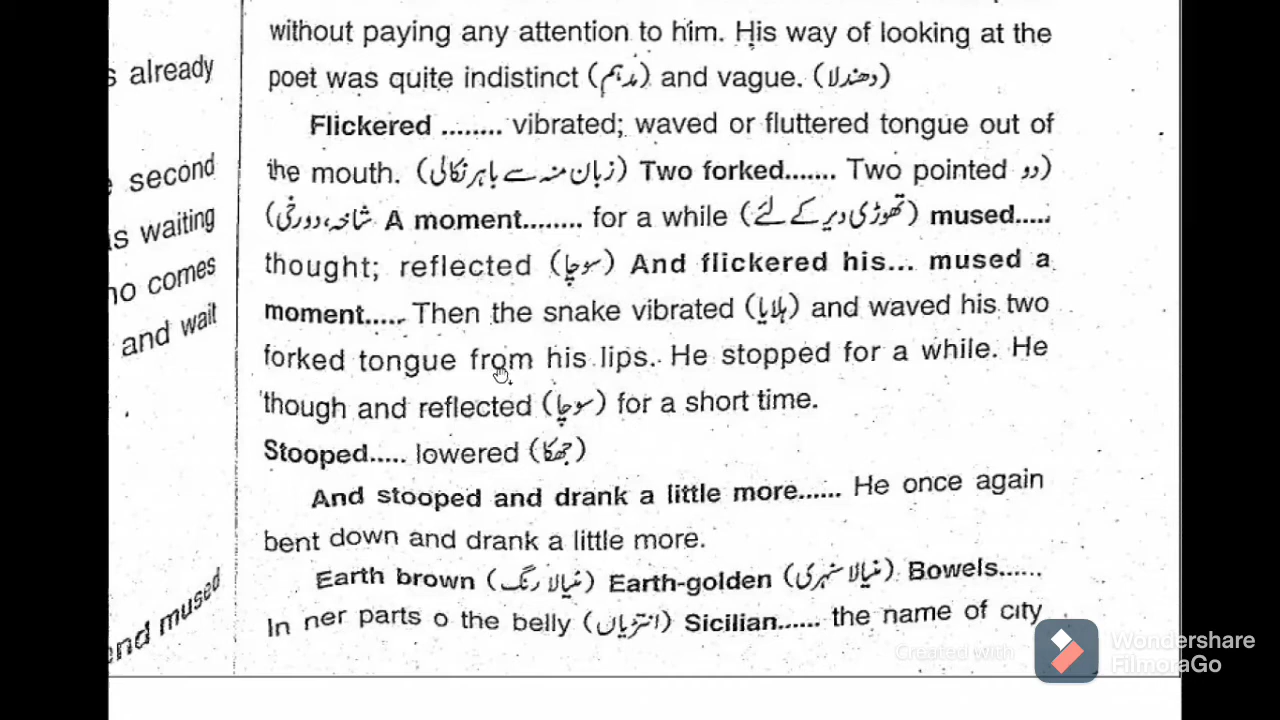 without paying any attention to him. His way of looking at the
poet was quite indistinct (مدہم) and vague. (دھندلا)
Flickered ........ vibrated; waved or fluttered tongue out of
the mouth. (زبان منہ سے باہر نکالی) Two forked....... Two pointed (دو
شاخہ، دورخی) A moment........ for a while (تھوڑی دیر کے لئے) mused.....
thought; reflected (سوچا) And flickered his... mused a
moment..... Then the snake vibrated (ہلایا) and waved his two
forked tongue from his lips. He stopped for a while. He
though and reflected (سوچا) for a short time.
Stooped..... lowered (جھکا)
And stooped and drank a little more...... He once again
bent down and drank a little more.
Earth brown (مٹیالا رنگ) Earth-golden (مٹیالا سنہری) Bowels......
In ner parts o the belly (انتڑیاں) Sicilian...... the name of city
s already
second
s waiting
ho comes
and wait
and mused
Created with
Wondershare
FilmoraGo